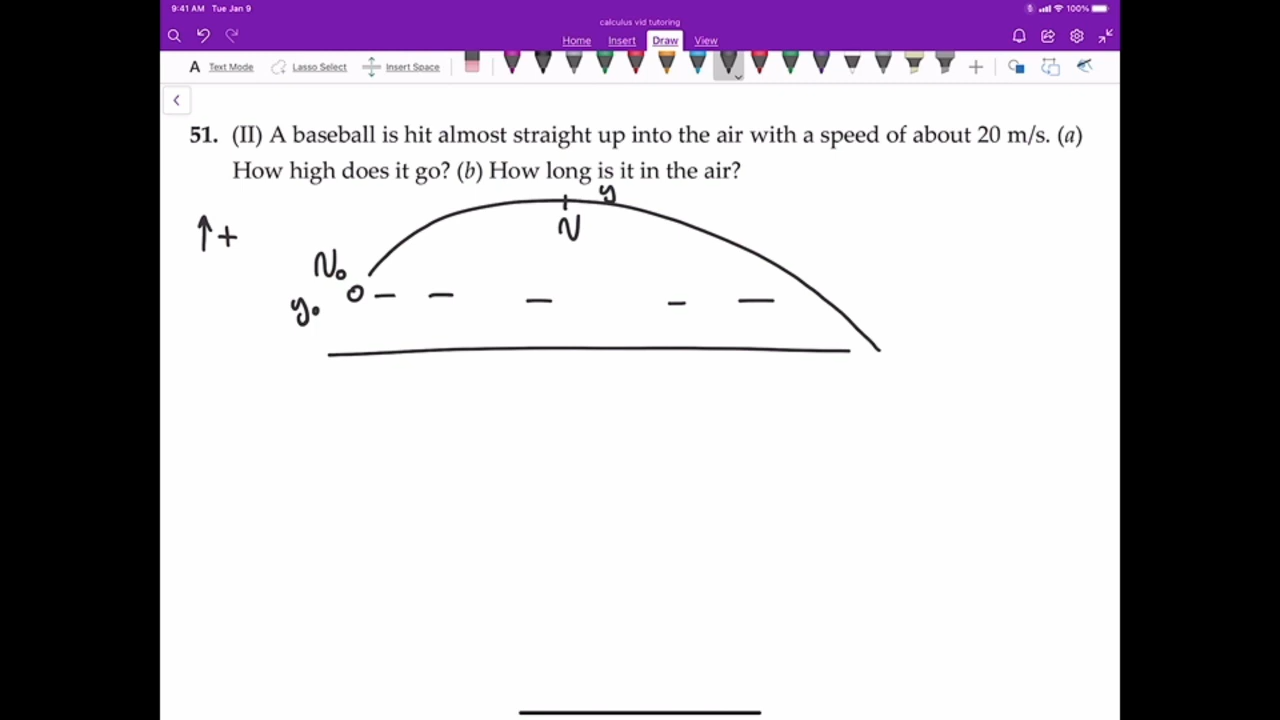 9:41 AM Tue Jan 9
100%
calculus vid tutoring
Home Insert Draw View
A Text Mode Lasso Select Insert Space
51. (II) A baseball is hit almost straight up into the air with a speed of about 20 m/s. (a)
How high does it go? (b) How long is it in the air?
y
↑+
v
v₀
y₀